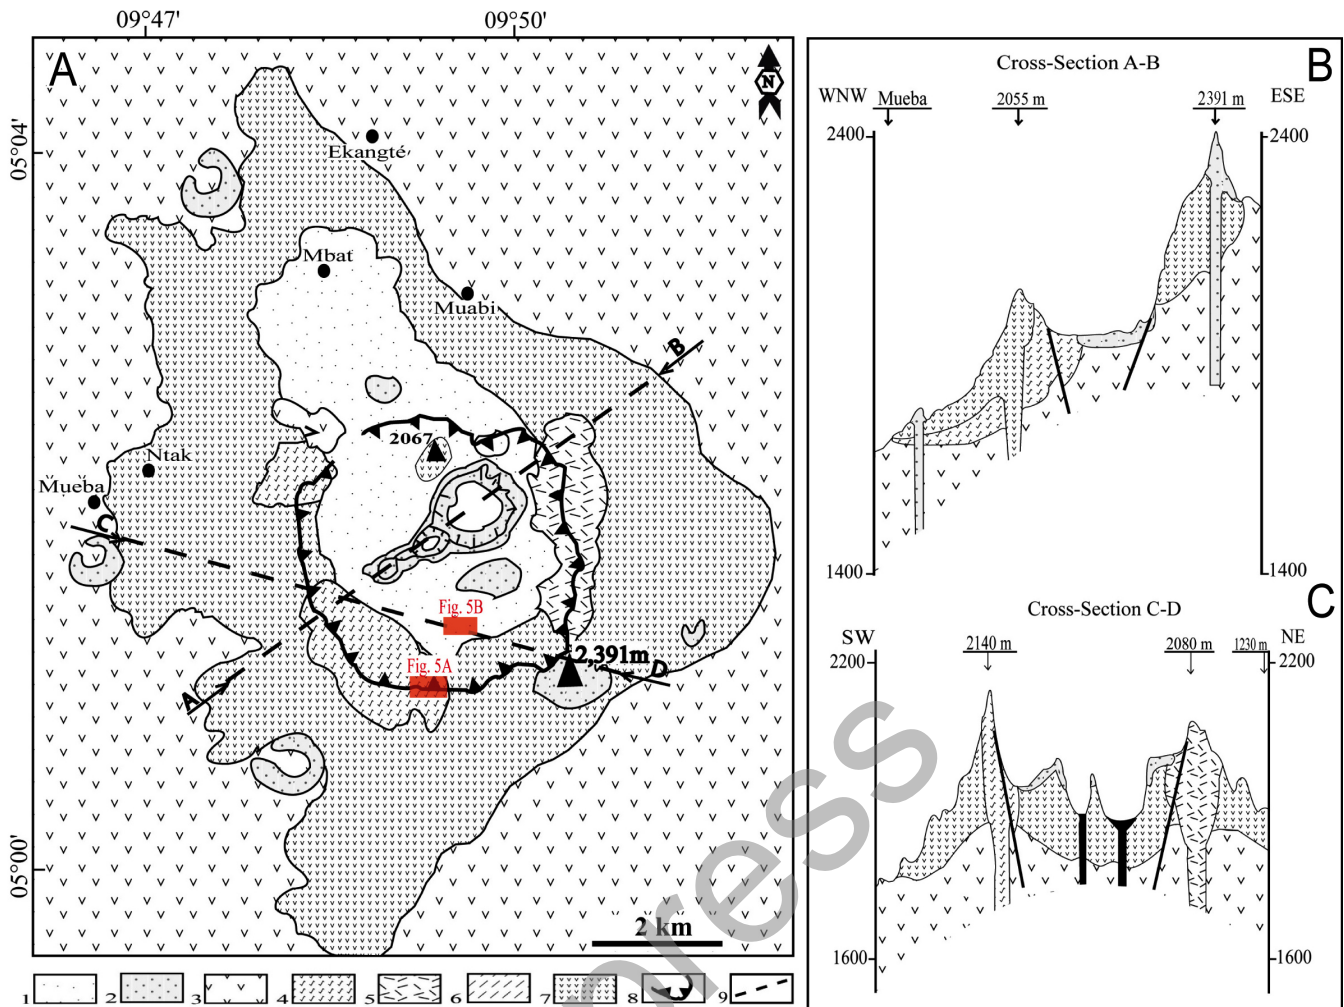 09°47'
09°50'
A
N
05°04'
Ekangté
Mbat
Muabi
B
2067
Ntak
Mueba
C
Fig. 5B
2,391m
D
Fig. 5A
A
05°00'
2 km
1
2
3
4
5
6
7
8
9
B
Cross-Section A-B
WNW
Mueba
2055 m
2391 m
ESE
2400
2400
1400
1400
C
Cross-Section C-D
SW
2140 m
2080 m
1230 m
NE
2200
2200
1600
1600
ress